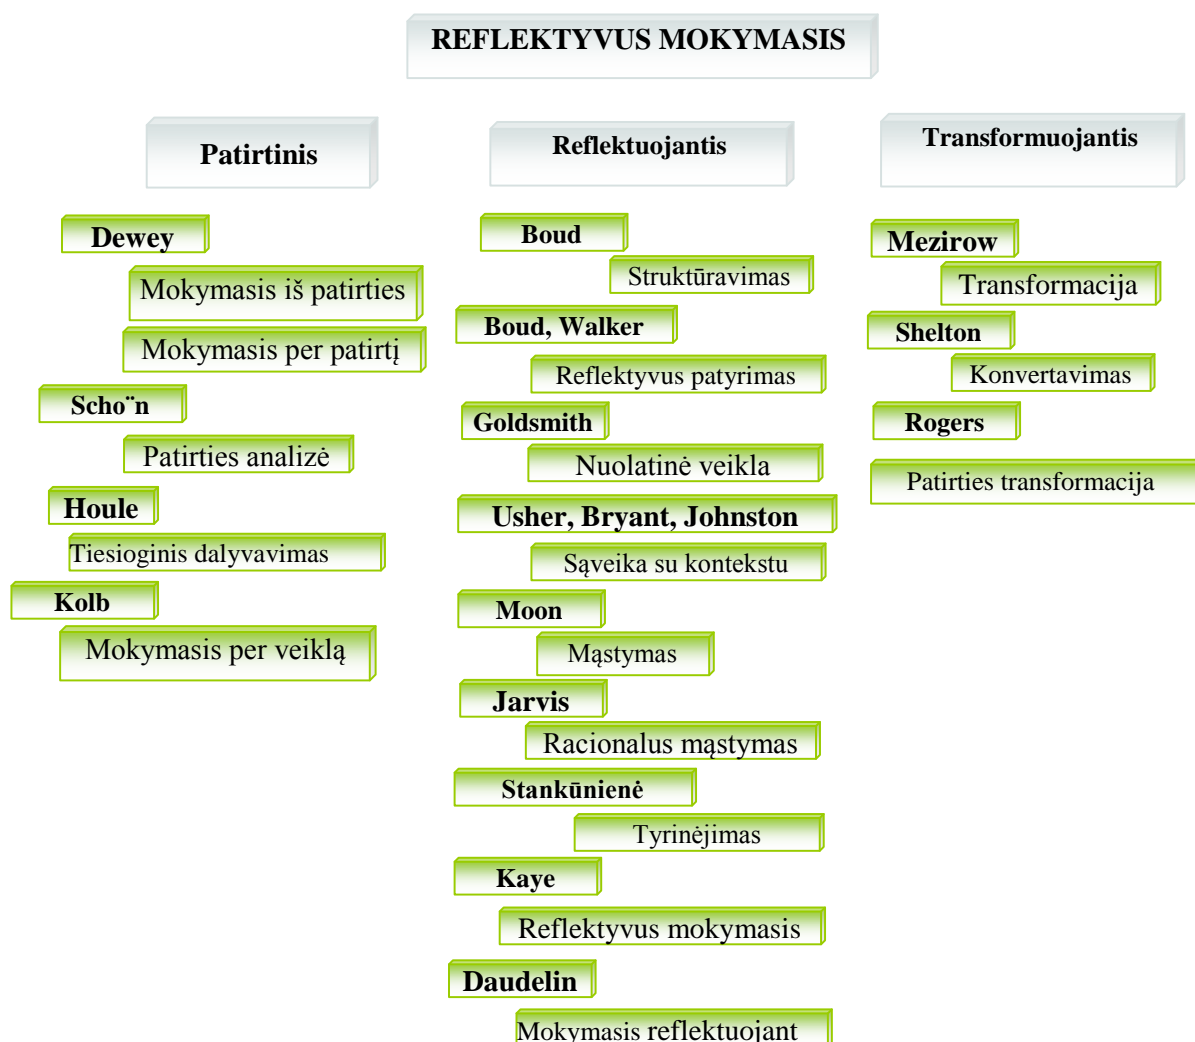 REFLEKTYVUS MOKYMASIS
Patirtinis
Dewey
Mokymasis iš patirties
Mokymasis per patirtį
Scho¨n
Patirties analizė
Houle
Tiesioginis dalyvavimas
Kolb
Mokymasis per veiklą
Reflektuojantis
Boud
Struktūravimas
Boud, Walker
Reflektyvus patyrimas
Goldsmith
Nuolatinė veikla
Usher, Bryant, Johnston
Sąveika su kontekstu
Moon
Mąstymas
Jarvis
Racionalus mąstymas
Stankūnienė
Tyrinėjimas
Kaye
Reflektyvus mokymasis
Daudelin
Mokymasis reflektuojant
Transformuojantis
Mezirow
Transformacija
Shelton
Konvertavimas
Rogers
Patirties transformacija